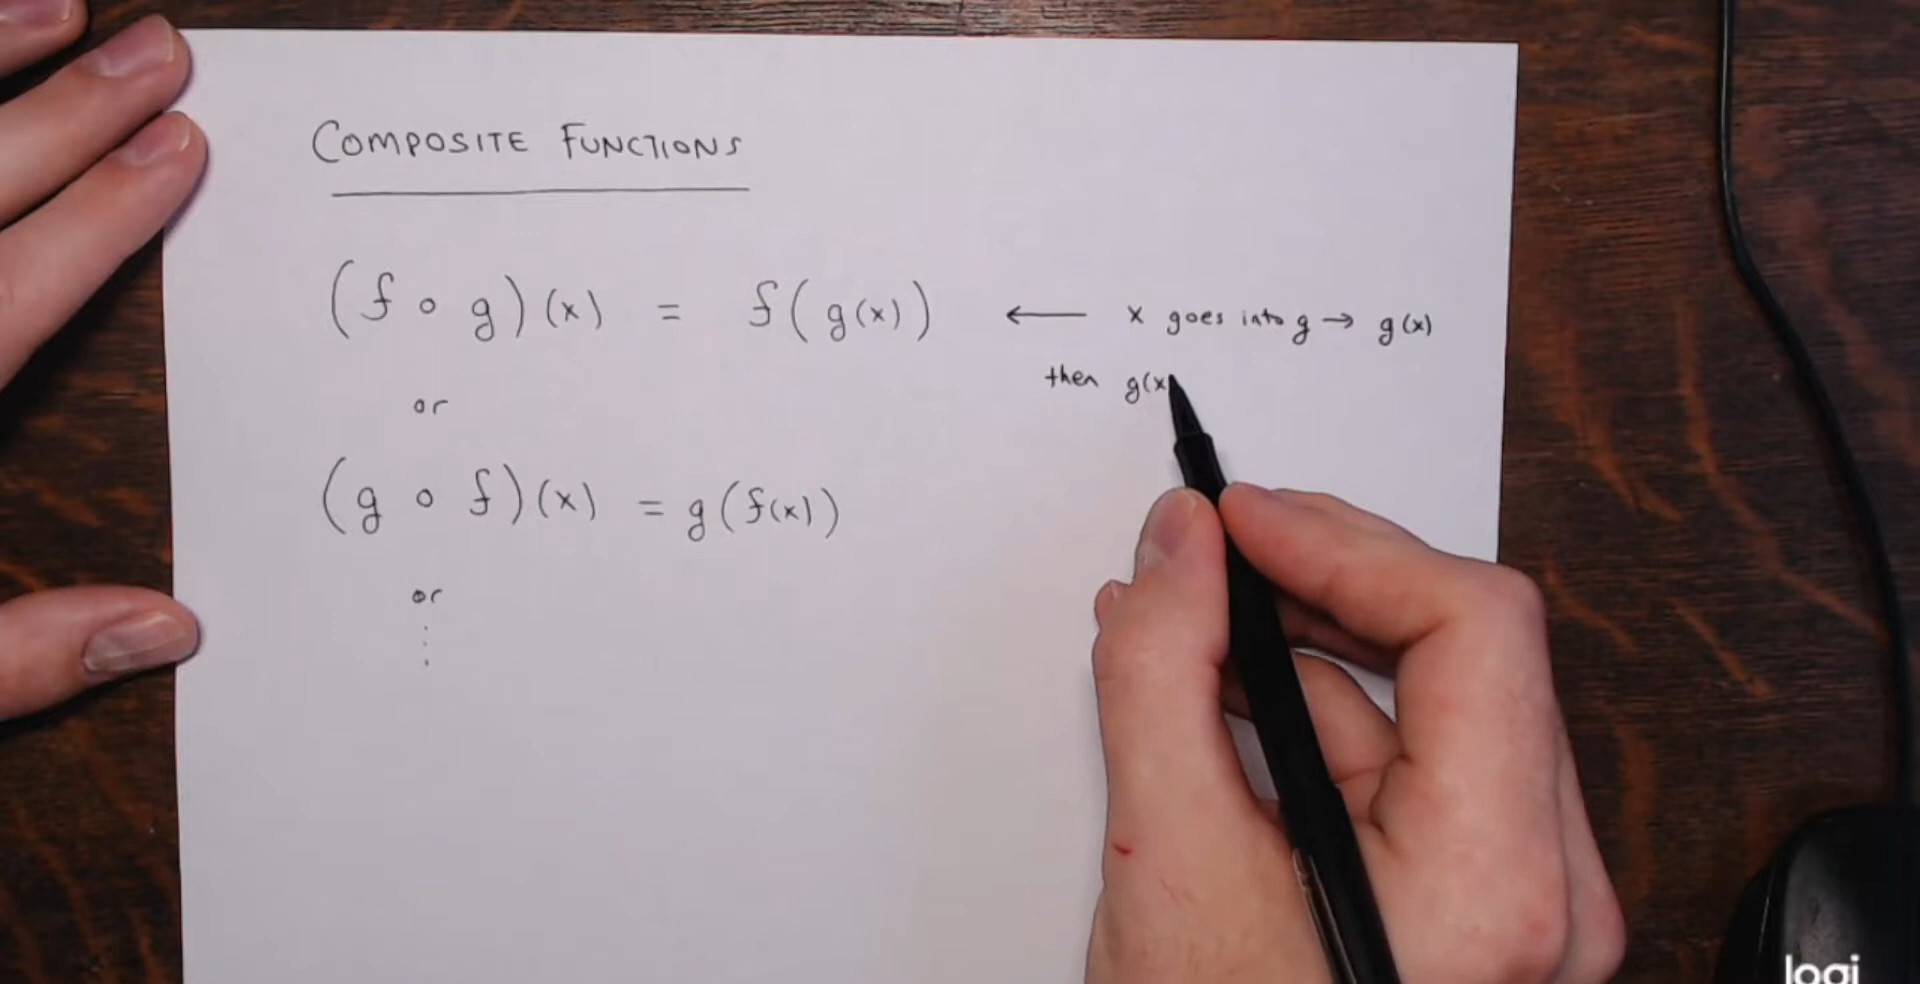 COMPOSITE FUNCTIONS
(f ∘ g)(x) = f(g(x)) ← x goes into g → g(x)
then g(x
or
(g ∘ f)(x) = g(f(x))
or
⋮
logi